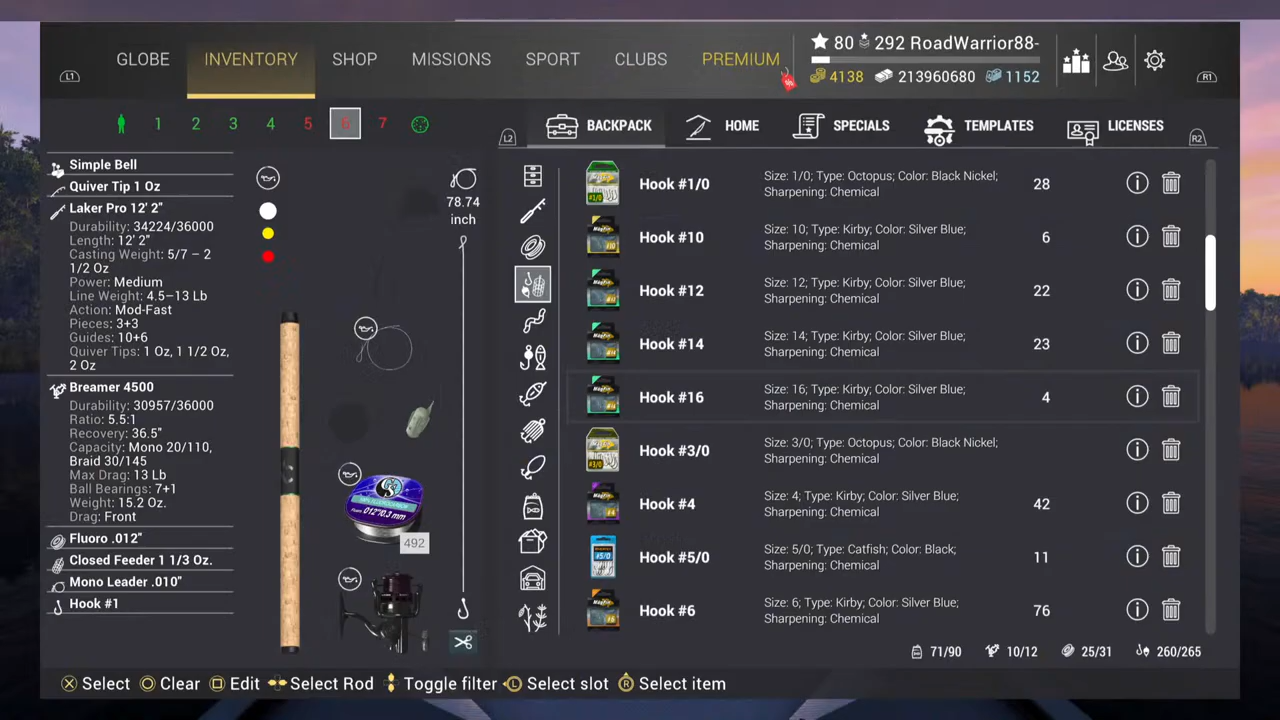 GLOBE INVENTORY SHOP MISSIONS SPORT CLUBS PREMIUM
80 292 RoadWarrior88-
4138 213960680 1152
L1
R1
1 2 3 4 5 6 7
L2 BACKPACK HOME SPECIALS TEMPLATES LICENSES R2
Simple Bell
Quiver Tip 1 Oz
Laker Pro 12' 2"
Durability: 34224/36000
Length: 12' 2"
Casting Weight: 5/7 – 2
1/2 Oz
Power: Medium
Line Weight: 4.5–13 Lb
Action: Mod-Fast
Pieces: 3+3
Guides: 10+6
Quiver Tips: 1 Oz, 1 1/2 Oz,
2 Oz
Breamer 4500
Durability: 30957/36000
Ratio: 5.5:1
Recovery: 36.5"
Capacity: Mono 20/110,
Braid 30/145
Max Drag: 13 Lb
Ball Bearings: 7+1
Weight: 15.2 Oz.
Drag: Front
Fluoro .012"
Closed Feeder 1 1/3 Oz.
Mono Leader .010"
Hook #1
78.74
inch
492
Hook #1/0
Size: 1/0; Type: Octopus; Color: Black Nickel;
Sharpening: Chemical
28
Hook #10
Size: 10; Type: Kirby; Color: Silver Blue;
Sharpening: Chemical
6
Hook #12
Size: 12; Type: Kirby; Color: Silver Blue;
Sharpening: Chemical
22
Hook #14
Size: 14; Type: Kirby; Color: Silver Blue;
Sharpening: Chemical
23
Hook #16
Size: 16; Type: Kirby; Color: Silver Blue;
Sharpening: Chemical
4
Hook #3/0
Size: 3/0; Type: Octopus; Color: Black Nickel;
Sharpening: Chemical
Hook #4
Size: 4; Type: Kirby; Color: Silver Blue;
Sharpening: Chemical
42
Hook #5/0
Size: 5/0; Type: Catfish; Color: Black;
Sharpening: Chemical
11
Hook #6
Size: 6; Type: Kirby; Color: Silver Blue;
Sharpening: Chemical
76
71/90 10/12 25/31 260/265
Select Clear Edit Select Rod Toggle filter L Select slot R Select item